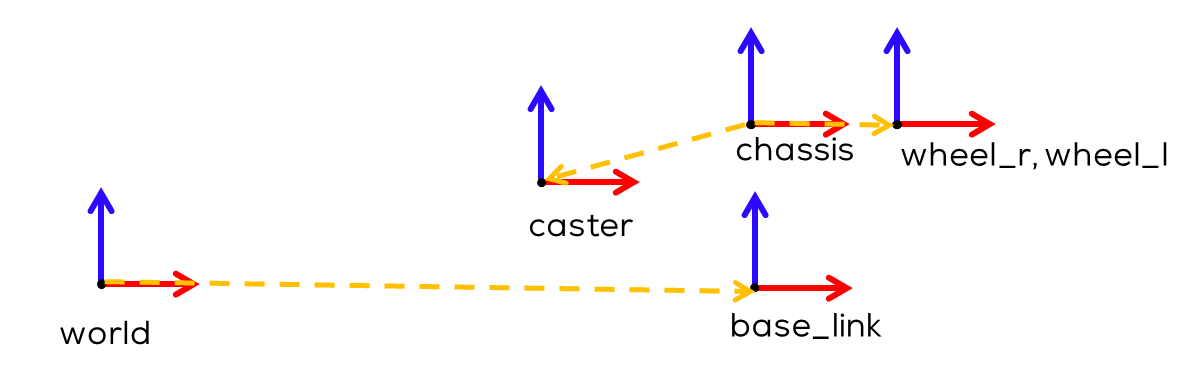 chassis
wheel_r, wheel_l
caster
base_link
world